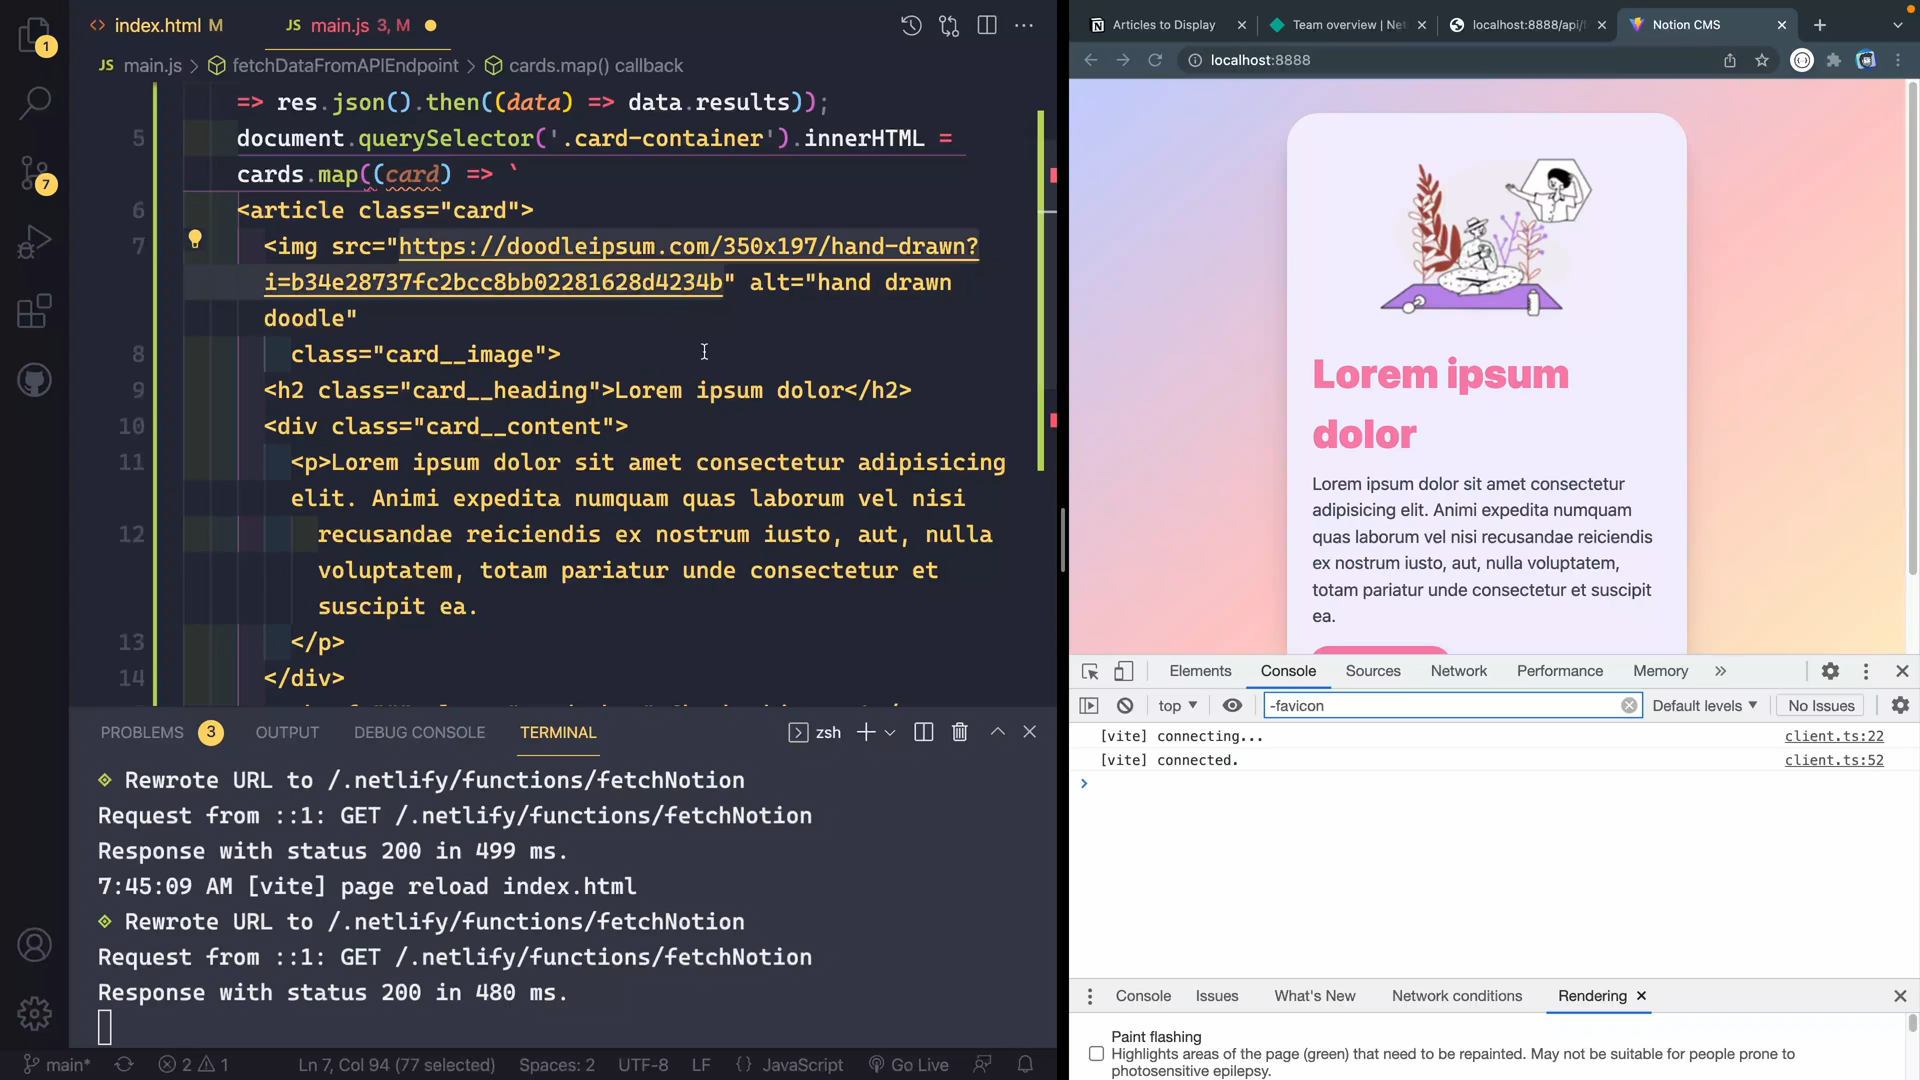 index.html M
JS main.js 3, M
JS main.js > fetchDataFromAPIEndpoint > cards.map() callback
=> res.json().then((data) => data.results));
5 document.querySelector('.card-container').innerHTML =
cards.map((card) => `
6 <article class="card">
7 <img src="https://doodleipsum.com/350x197/hand-drawn?
i=b34e28737fc2bcc8bb02281628d4234b" alt="hand drawn
doodle"
8 class="card__image">
9 <h2 class="card__heading">Lorem ipsum dolor</h2>
10 <div class="card__content">
11 <p>Lorem ipsum dolor sit amet consectetur adipisicing
elit. Animi expedita numquam quas laborum vel nisi
12 recusandae reiciendis ex nostrum iusto, aut, nulla
voluptatem, totam pariatur unde consectetur et
suscipit ea.
13 </p>
14 </div>
1
7
PROBLEMS 3 OUTPUT DEBUG CONSOLE TERMINAL zsh
Rewrote URL to /.netlify/functions/fetchNotion
Request from ::1: GET /.netlify/functions/fetchNotion
Response with status 200 in 499 ms.
7:45:09 AM [vite] page reload index.html
Rewrote URL to /.netlify/functions/fetchNotion
Request from ::1: GET /.netlify/functions/fetchNotion
Response with status 200 in 480 ms.
main* 2 1 Ln 7, Col 94 (77 selected) Spaces: 2 UTF-8 LF {} JavaScript Go Live
Articles to Display
Team overview | Net
localhost:8888/api/
Notion CMS
localhost:8888
Lorem ipsum
dolor
Lorem ipsum dolor sit amet consectetur
adipisicing elit. Animi expedita numquam
quas laborum vel nisi recusandae reiciendis
ex nostrum iusto, aut, nulla voluptatem,
totam pariatur unde consectetur et suscipit
ea.
Elements Console Sources Network Performance Memory »
top ▼ -favicon Default levels ▼ No Issues
[vite] connecting... client.ts:22
[vite] connected. client.ts:52
>
Console Issues What's New Network conditions Rendering
Paint flashing
Highlights areas of the page (green) that need to be repainted. May not be suitable for people prone to
photosensitive epilepsy.